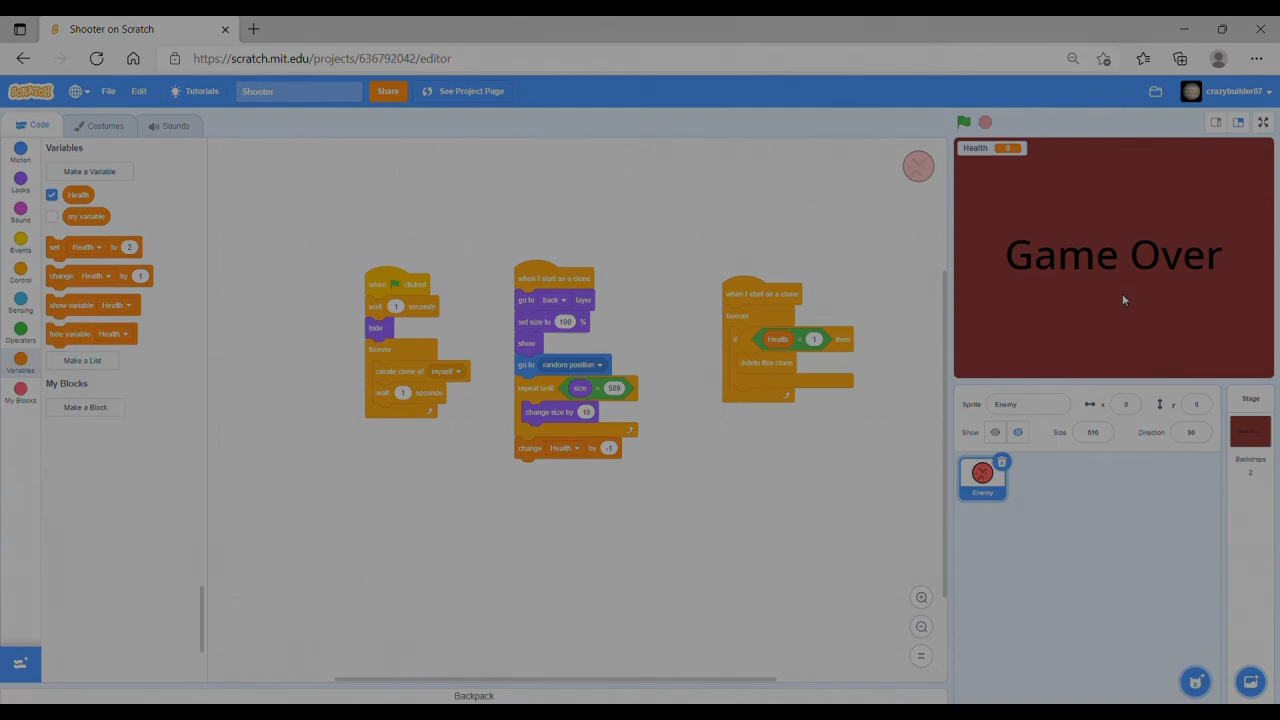 Shooter on Scratch
https://scratch.mit.edu/projects/636792042/editor
SCRATCH
File
Edit
Tutorials
Shooter
Share
See Project Page
crazybuilder07
Code
Costumes
Sounds
Motion
Looks
Sound
Events
Control
Sensing
Operators
Variables
My Blocks
Variables
Make a Variable
Health
my variable
set Health to 2
change Health by 1
show variable Health
hide variable Health
Make a List
My Blocks
Make a Block
when clicked
wait 1 seconds
hide
forever
create clone of myself
wait 1 seconds
when I start as a clone
go to back layer
set size to 100 %
show
go to random position
repeat until size = 589
change size by 10
change Health by -1
when I start as a clone
forever
if Health < 1 then
delete this clone
Backpack
Health 0
Game Over
Sprite Enemy x 0 y 0
Show Size 510 Direction 90
Enemy
Stage
Backdrops
2